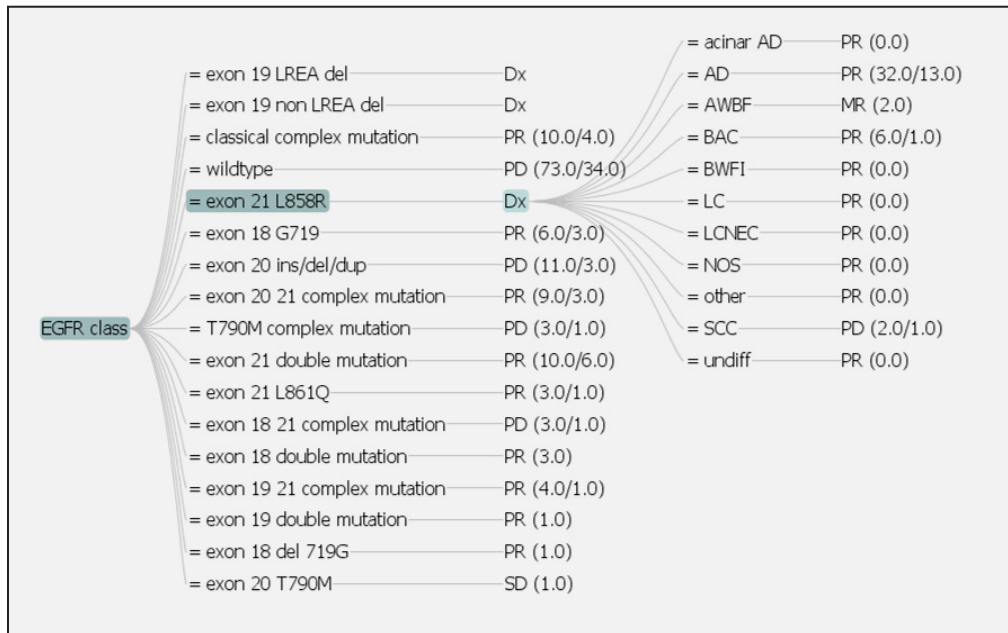 = acinar AD PR (0.0)
= exon 19 LREA del Dx = AD PR (32.0/13.0)
= exon 19 non LREA del Dx = AWBF MR (2.0)
= classical complex mutation PR (10.0/4.0) = BAC PR (6.0/1.0)
= wildtype PD (73.0/34.0) = BWFI PR (0.0)
= exon 21 L858R Dx = LC PR (0.0)
= exon 18 G719 PR (6.0/3.0) = LCNEC PR (0.0)
= exon 20 ins/del/dup PD (11.0/3.0) = NOS PR (0.0)
= exon 20 21 complex mutation PR (9.0/3.0) = other PR (0.0)
EGFR class = T790M complex mutation PD (3.0/1.0) = SCC PD (2.0/1.0)
= exon 21 double mutation PR (10.0/6.0) = undiff PR (0.0)
= exon 21 L861Q PR (3.0/1.0)
= exon 18 21 complex mutation PD (3.0/1.0)
= exon 18 double mutation PR (3.0)
= exon 19 21 complex mutation PR (4.0/1.0)
= exon 19 double mutation PR (1.0)
= exon 18 del 719G PR (1.0)
= exon 20 T790M SD (1.0)